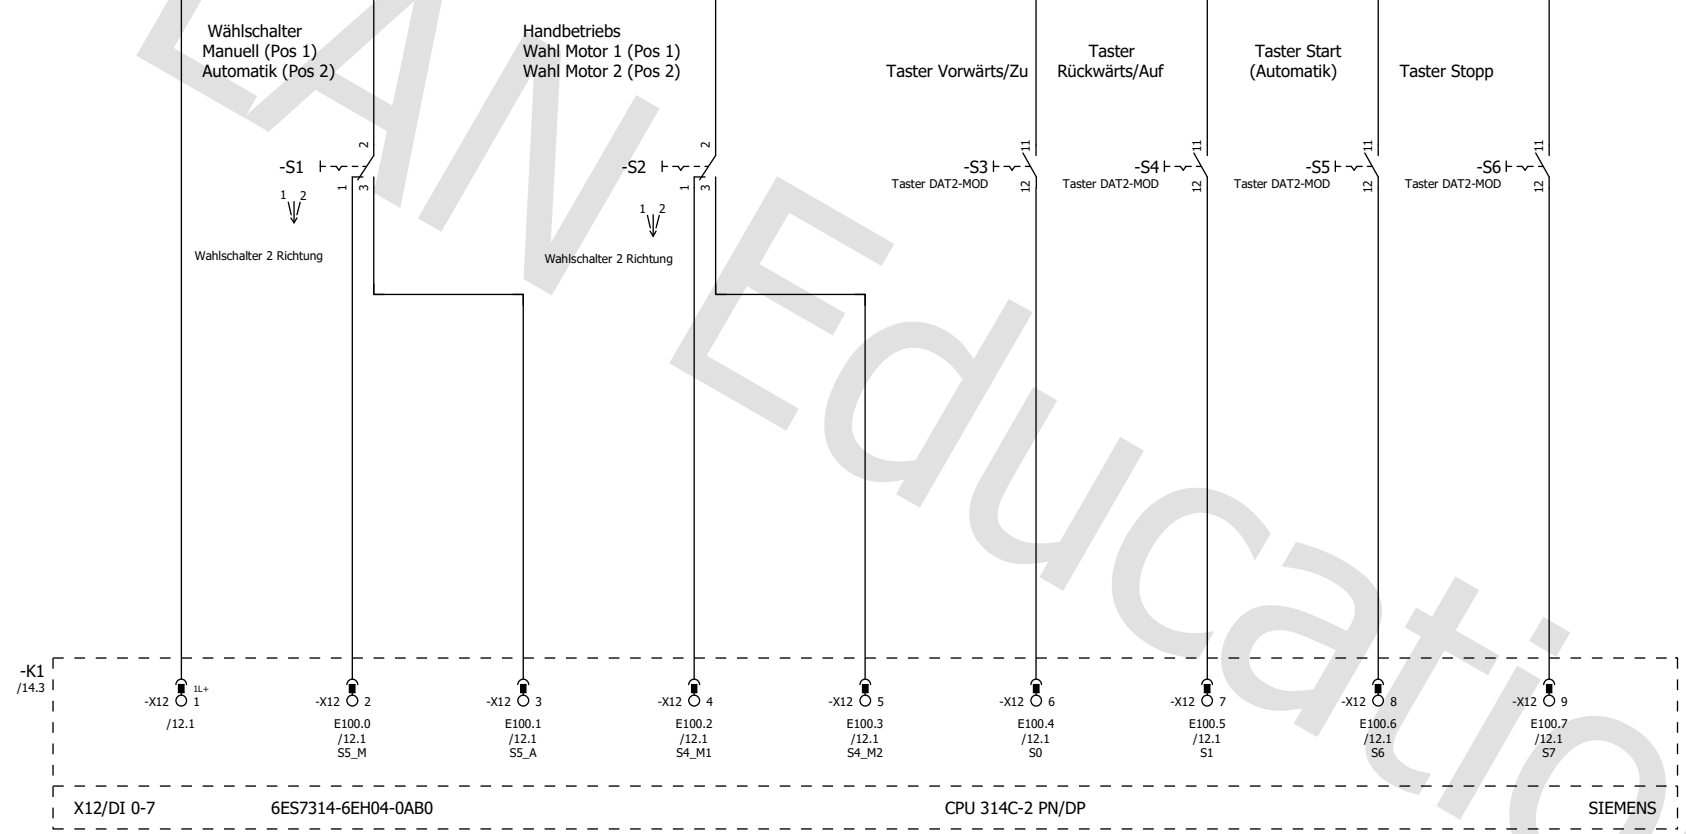 Wählschalter
Manuell (Pos 1)
Automatik (Pos 2)
Handbetriebs
Wahl Motor 1 (Pos 1)
Wahl Motor 2 (Pos 2)
Taster Vorwärts/Zu
Taster
Rückwärts/Auf
Taster Start
(Automatik)
Taster Stopp
2
-S1
1
3
1 2
Wahlschalter 2 Richtung
2
-S2
1
3
1 2
Wahlschalter 2 Richtung
11
-S3
Taster DAT2-MOD
12
11
-S4
Taster DAT2-MOD
12
11
-S5
Taster DAT2-MOD
12
11
-S6
Taster DAT2-MOD
12
LAN Educatio
-K1
/14.3
1L+
-X12 1
/12.1
-X12 2
E100.0
/12.1
S5_M
-X12 3
E100.1
/12.1
S5_A
-X12 4
E100.2
/12.1
S4_M1
-X12 5
E100.3
/12.1
S4_M2
-X12 6
E100.4
/12.1
S0
-X12 7
E100.5
/12.1
S1
-X12 8
E100.6
/12.1
S6
-X12 9
E100.7
/12.1
S7
X12/DI 0-7 6ES7314-6EH04-0AB0 CPU 314C-2 PN/DP SIEMENS